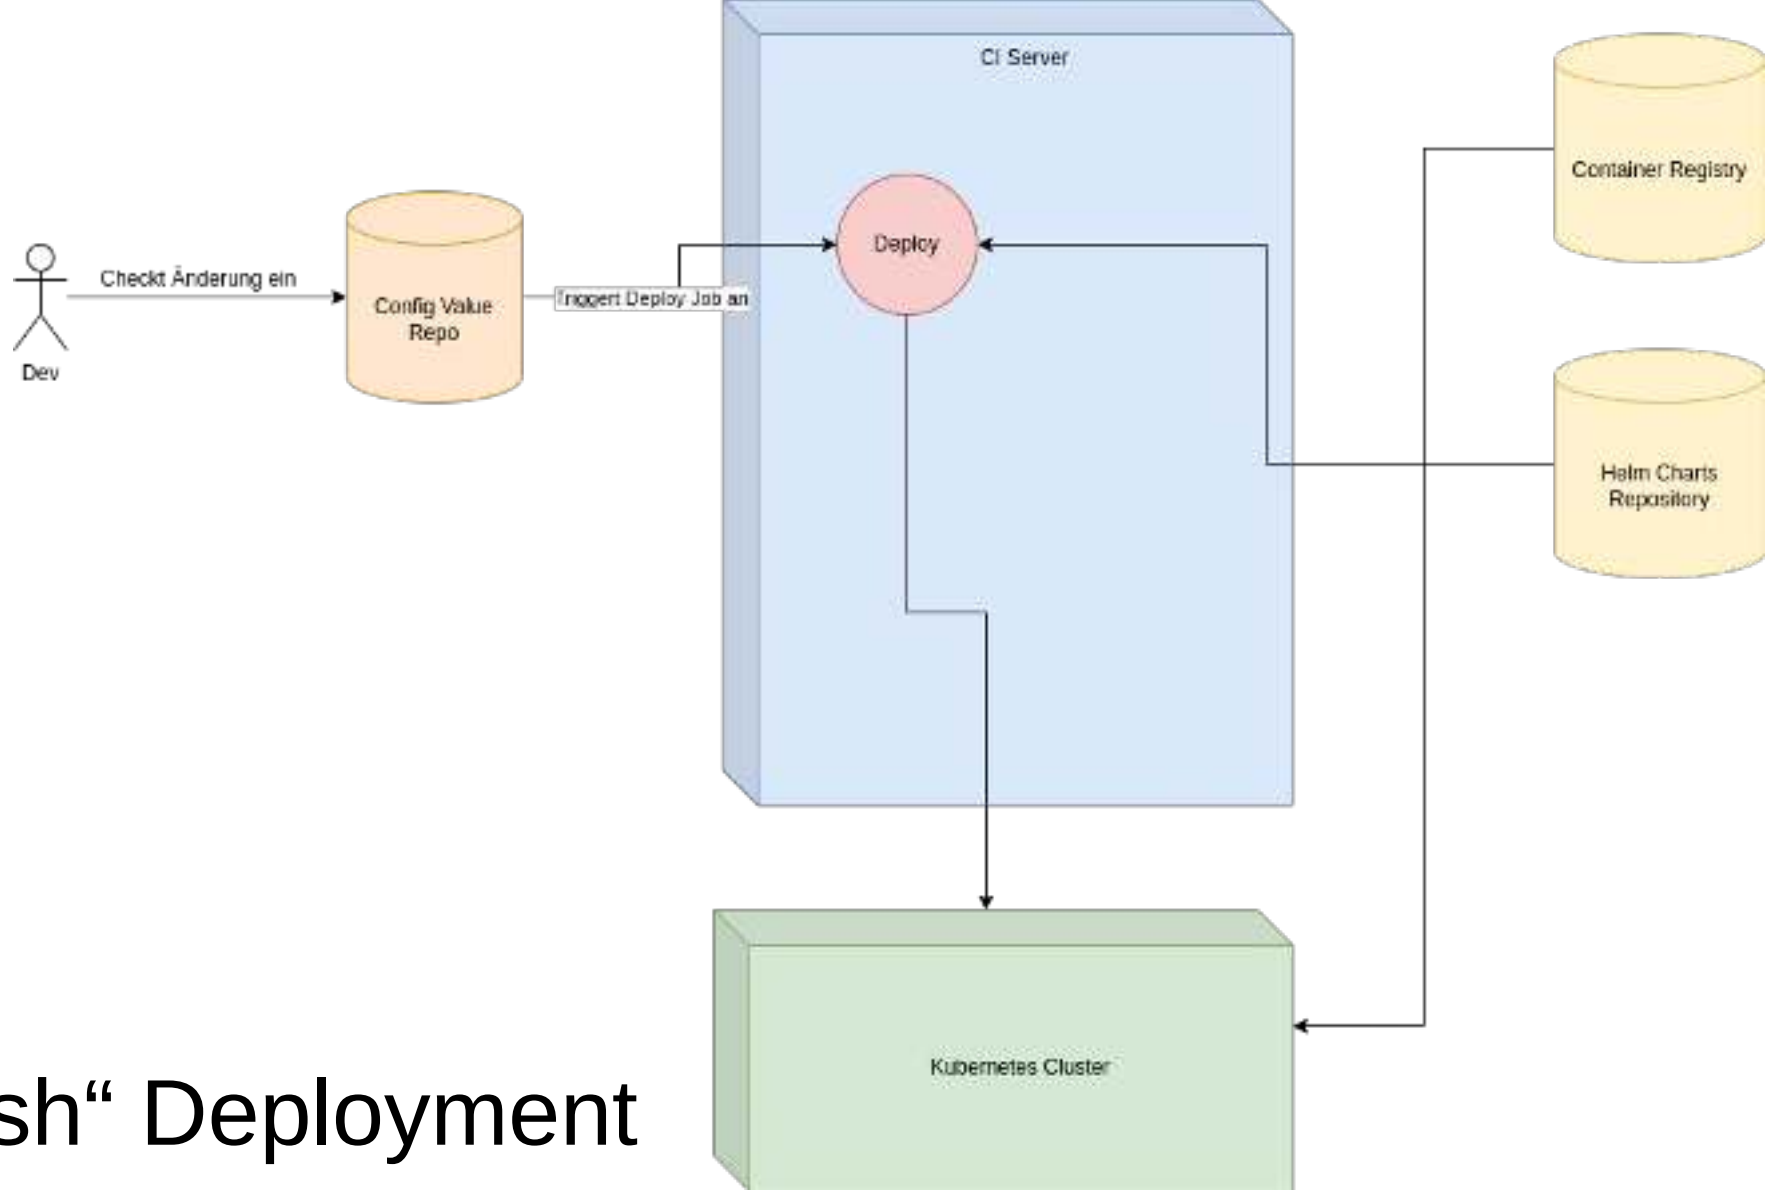 CI Server
Container Registry
Deploy
Checkt Änderung ein
Triggert Deploy Job an
Config Value
Repo
Dev
Helm Charts
Repository
Kubernetes Cluster
sh“ Deployment